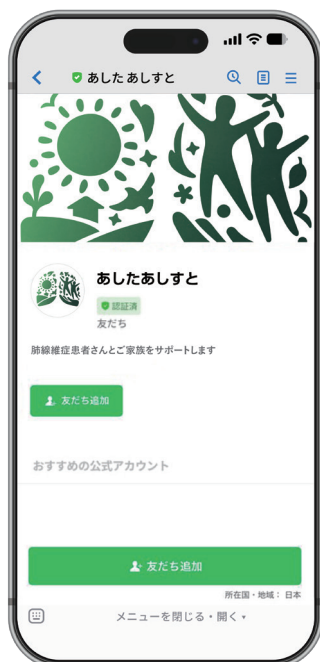 あした あしすと
あしたあしすと
認証済
友だち
肺線維症患者さんとご家族をサポートします
友だち追加
おすすめの公式アカウント
友だち追加
所在国・地域： 日本
メニューを閉じる・開く